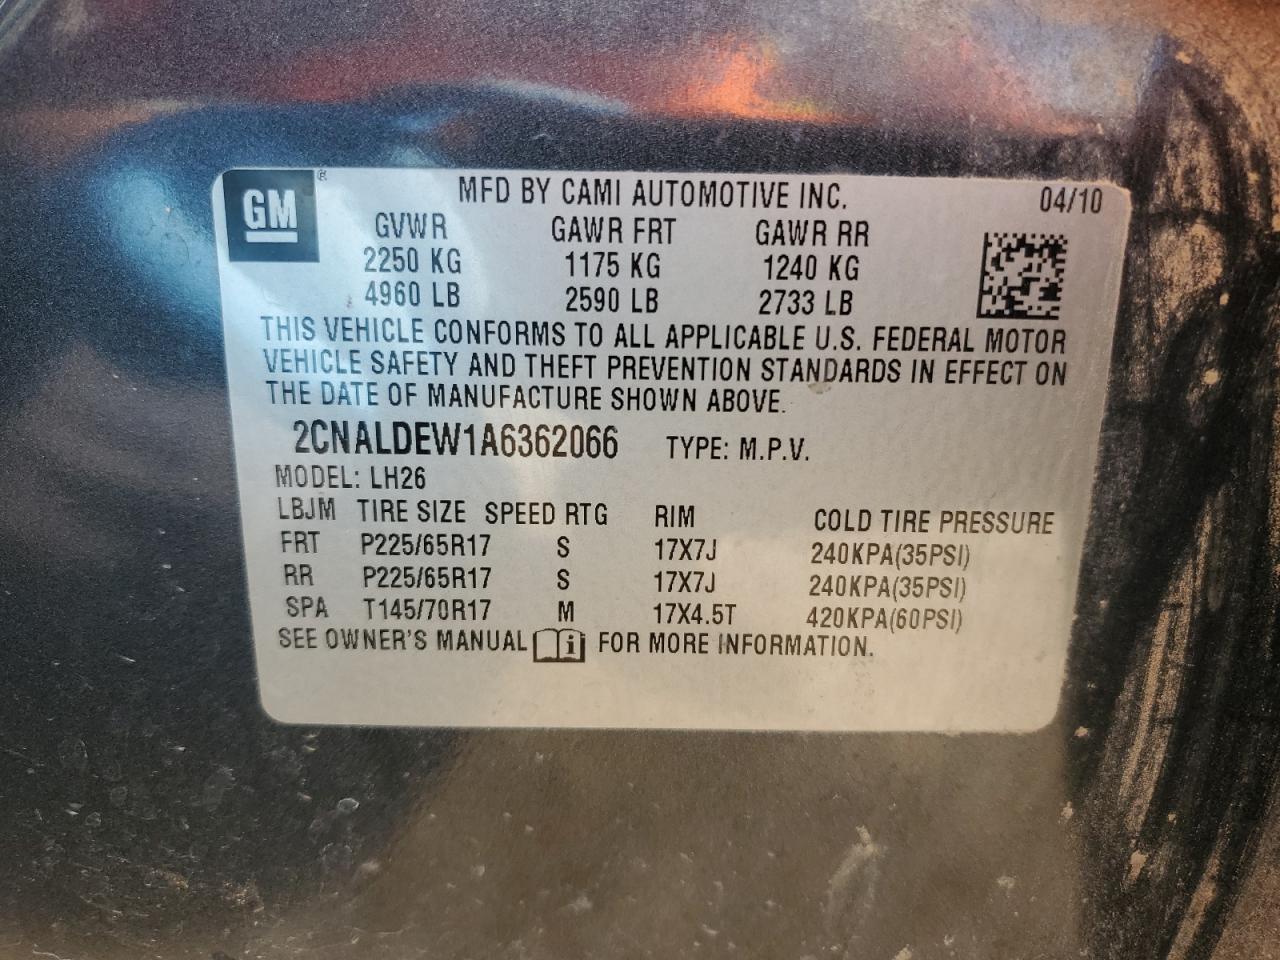 GM ® MFD BY CAMI AUTOMOTIVE INC. 04/10
GVWR GAWR FRT GAWR RR
2250 KG 1175 KG 1240 KG
4960 LB 2590 LB 2733 LB
THIS VEHICLE CONFORMS TO ALL APPLICABLE U.S. FEDERAL MOTOR
VEHICLE SAFETY AND THEFT PREVENTION STANDARDS IN EFFECT ON
THE DATE OF MANUFACTURE SHOWN ABOVE.
2CNALDEW1A6362066 TYPE: M.P.V.
MODEL: LH26
LBJM TIRE SIZE SPEED RTG RIM COLD TIRE PRESSURE
FRT P225/65R17 S 17X7J 240KPA(35PSI)
RR P225/65R17 S 17X7J 240KPA(35PSI)
SPA T145/70R17 M 17X4.5T 420KPA(60PSI)
SEE OWNER'S MANUAL i FOR MORE INFORMATION.